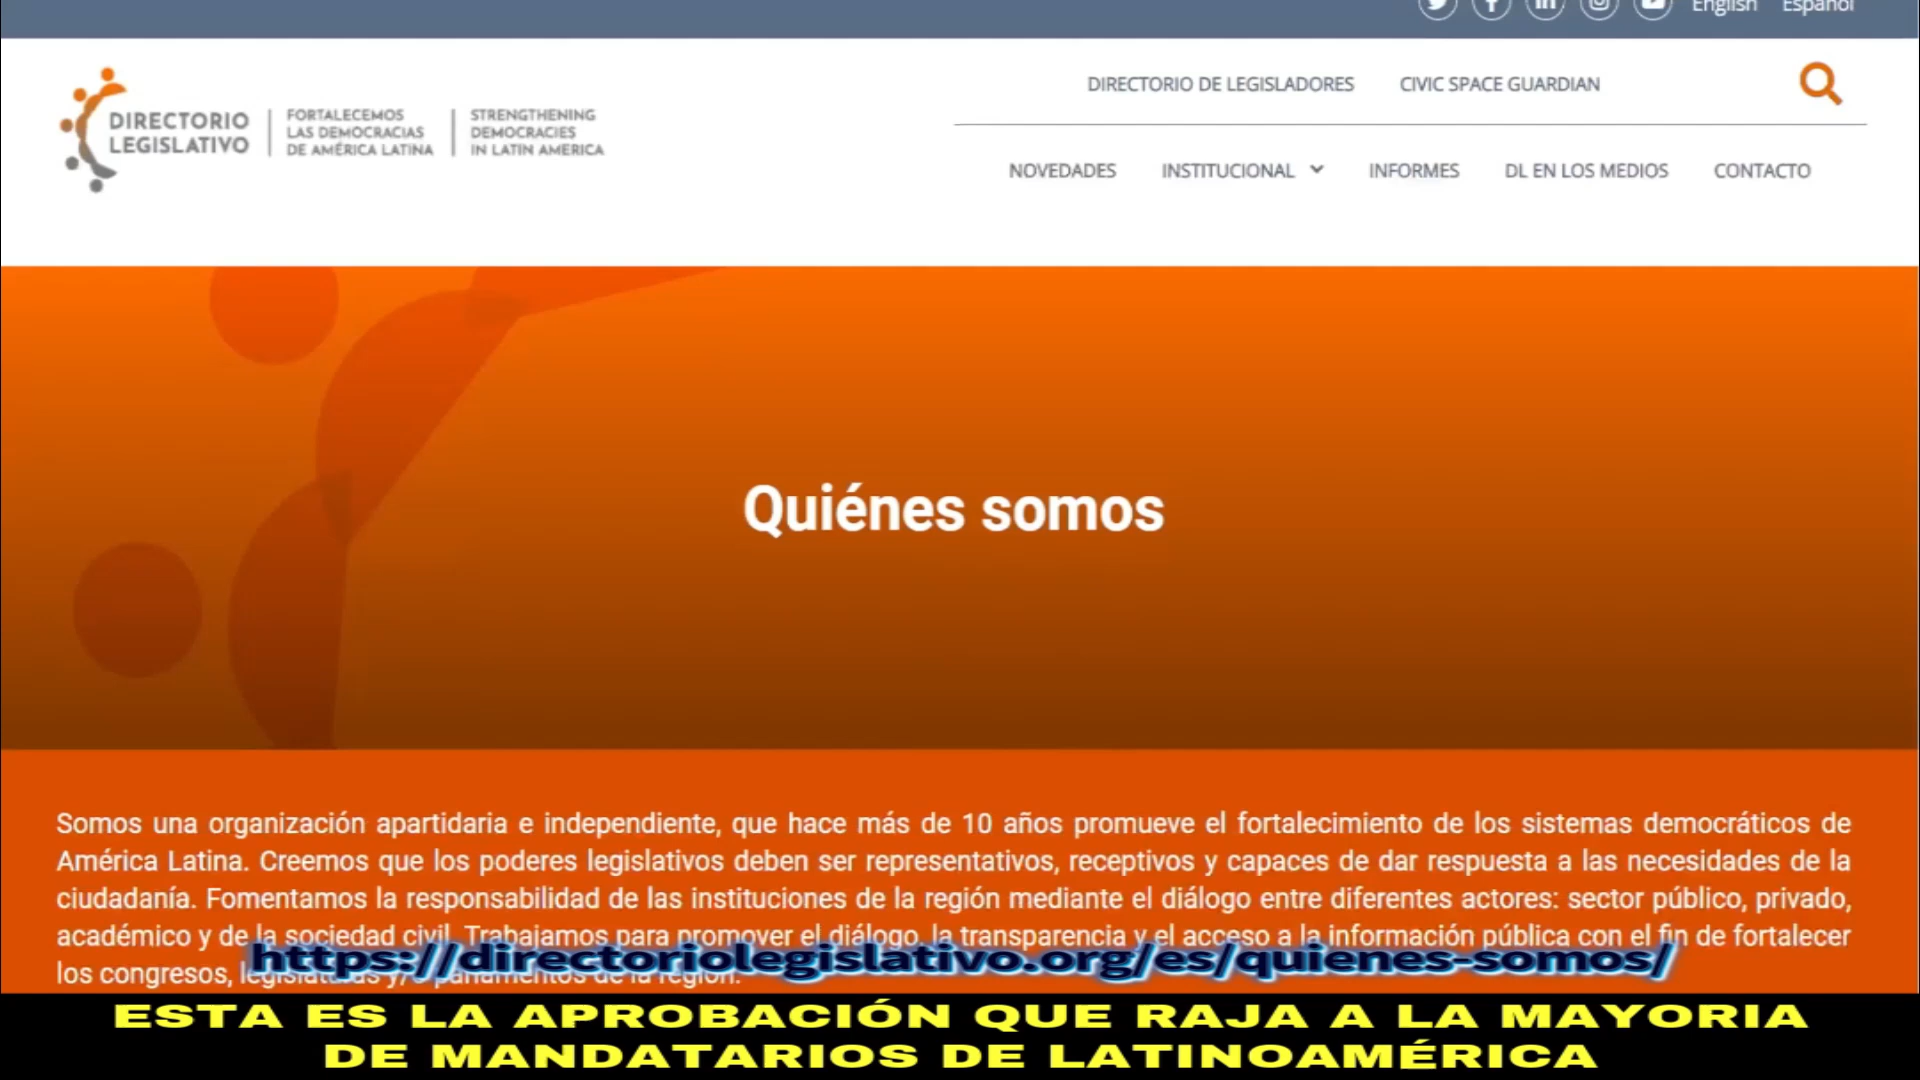 English Español
DIRECTORIO LEGISLATIVO
FORTALECEMOS LAS DEMOCRACIAS DE AMÉRICA LATINA
STRENGTHENING DEMOCRACIES IN LATIN AMERICA
DIRECTORIO DE LEGISLADORES CIVIC SPACE GUARDIAN
NOVEDADES INSTITUCIONAL INFORMES DL EN LOS MEDIOS CONTACTO
Quiénes somos
Somos una organización apartidaria e independiente, que hace más de 10 años promueve el fortalecimiento de los sistemas democráticos de
América Latina. Creemos que los poderes legislativos deben ser representativos, receptivos y capaces de dar respuesta a las necesidades de la
ciudadanía. Fomentamos la responsabilidad de las instituciones de la región mediante el diálogo entre diferentes actores: sector público, privado,
académico y de la sociedad civil. Trabajamos para promover el diálogo, la transparencia y el acceso a la información pública con el fin de fortalecer
los congresos, legislaturas y/o parlamentos de la región.
https://directoriolegislativo.org/es/quienes-somos/
ESTA ES LA APROBACIÓN QUE RAJA A LA MAYORIA
DE MANDATARIOS DE LATINOAMÉRICA